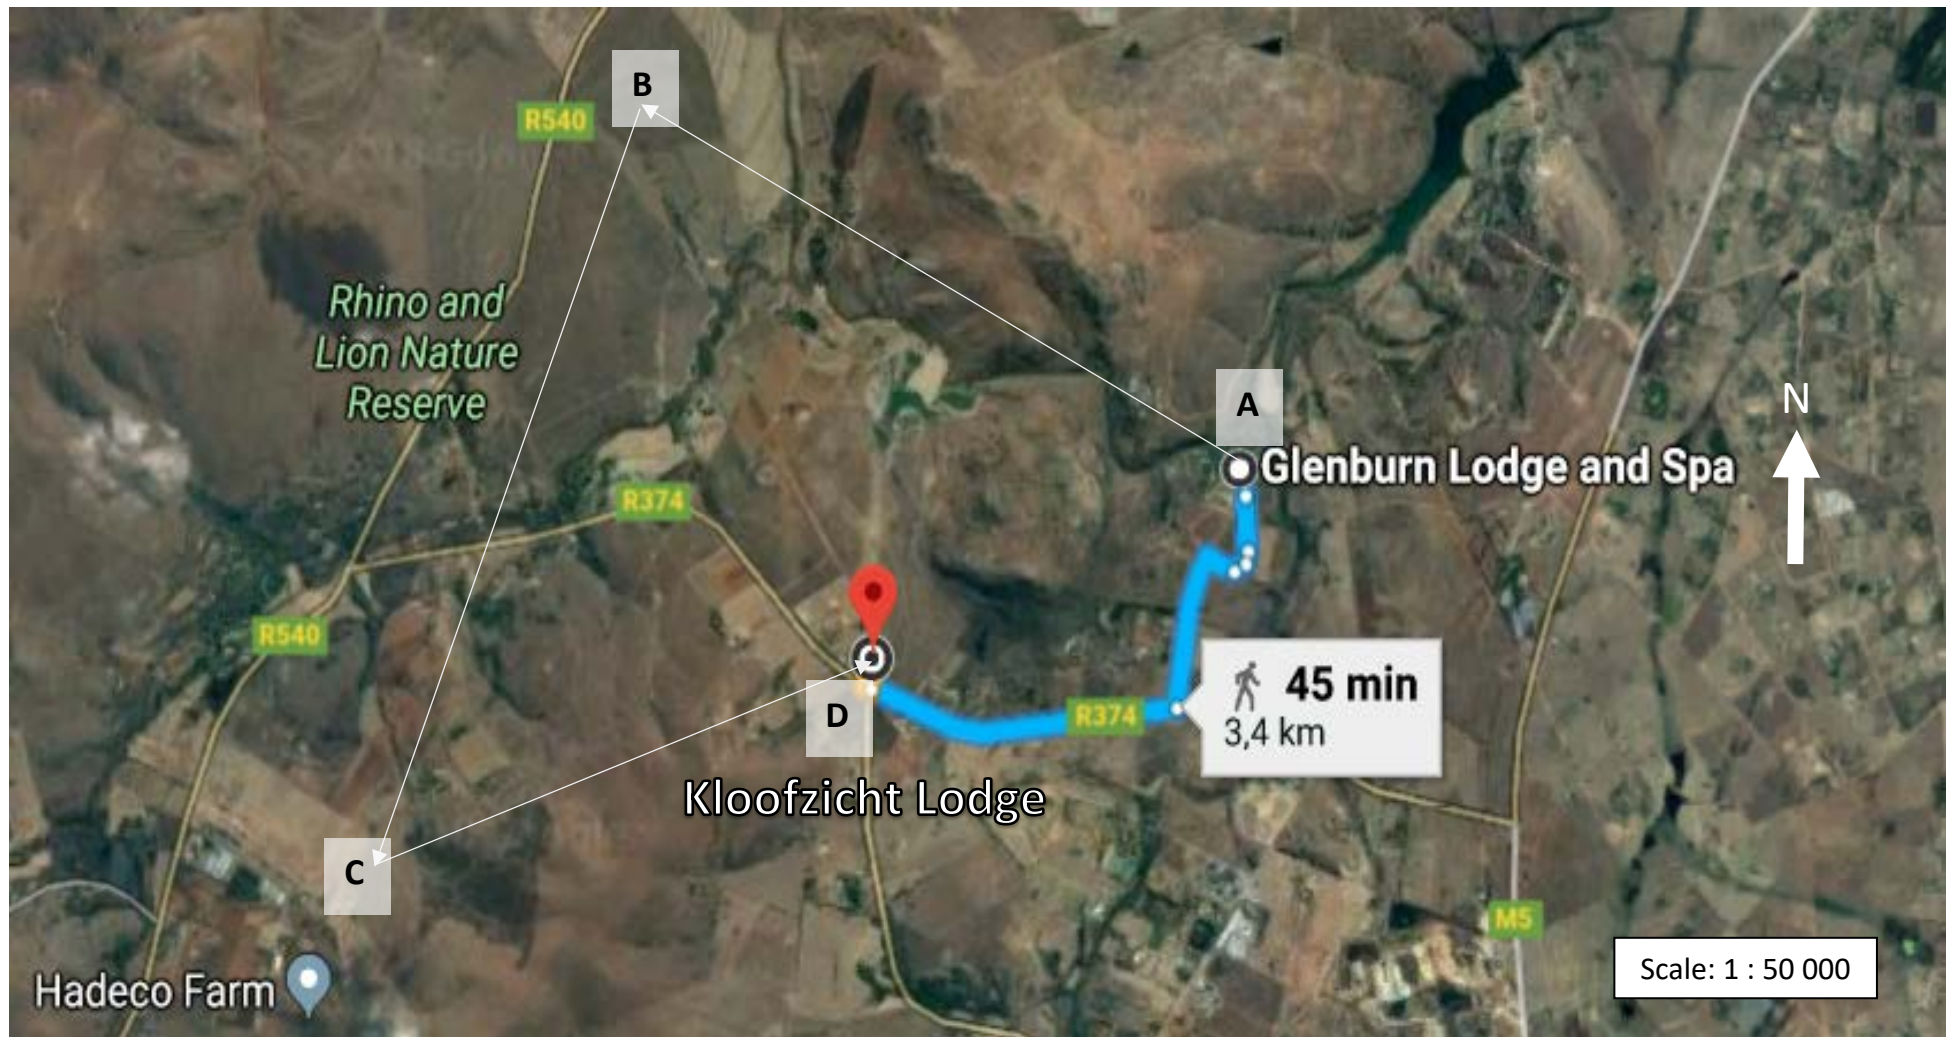 B
R540
Rhino and
Lion Nature
Reserve
A
N
Glenburn Lodge and Spa
R374
R540
45 min
3,4 km
D
R374
Kloofzicht Lodge
C
M5
Scale: 1 : 50 000
Hadeco Farm